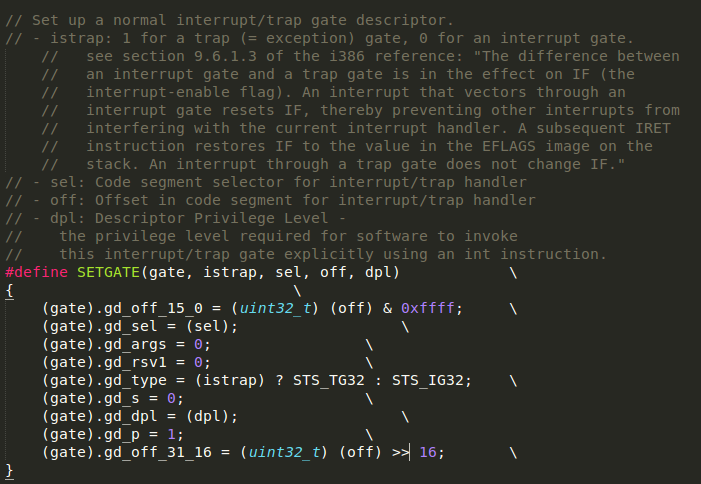 // Set up a normal interrupt/trap gate descriptor.
// - istrap: 1 for a trap (= exception) gate, 0 for an interrupt gate.
    //   see section 9.6.1.3 of the i386 reference: "The difference between
    //   an interrupt gate and a trap gate is in the effect on IF (the
    //   interrupt-enable flag). An interrupt that vectors through an
    //   interrupt gate resets IF, thereby preventing other interrupts from
    //   interfering with the current interrupt handler. A subsequent IRET
    //   instruction restores IF to the value in the EFLAGS image on the
    //   stack. An interrupt through a trap gate does not change IF."
// - sel: Code segment selector for interrupt/trap handler
// - off: Offset in code segment for interrupt/trap handler
// - dpl: Descriptor Privilege Level -
//    the privilege level required for software to invoke
//    this interrupt/trap gate explicitly using an int instruction.
#define SETGATE(gate, istrap, sel, off, dpl)            \
{                               \
    (gate).gd_off_15_0 = (uint32_t) (off) & 0xffff;     \
    (gate).gd_sel = (sel);                  \
    (gate).gd_args = 0;                 \
    (gate).gd_rsv1 = 0;                 \
    (gate).gd_type = (istrap) ? STS_TG32 : STS_IG32;    \
    (gate).gd_s = 0;                    \
    (gate).gd_dpl = (dpl);                  \
    (gate).gd_p = 1;                    \
    (gate).gd_off_31_16 = (uint32_t) (off) >> 16;       \
}